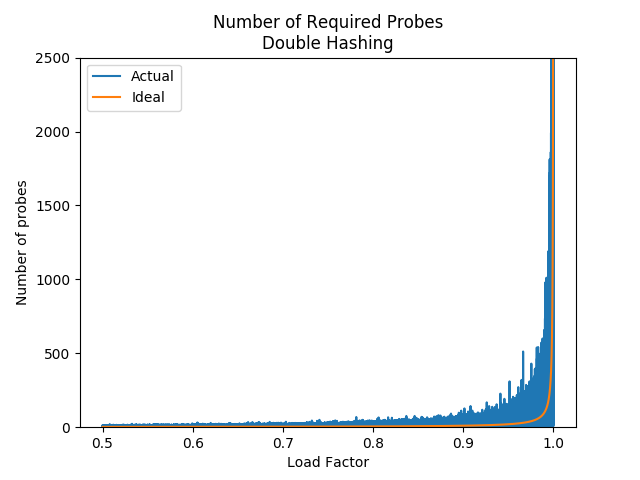 Number of Required Probes
Double Hashing
Actual
Ideal
Number of probes
2500
2000
1500
1000
500
0
0.5
0.6
0.7
0.8
0.9
1.0
Load Factor